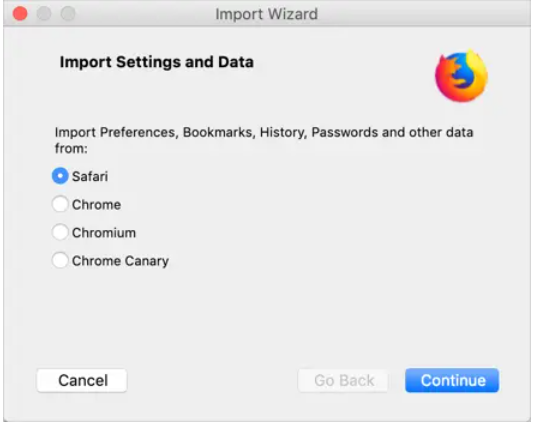 Import Wizard
Import Settings and Data
Import Preferences, Bookmarks, History, Passwords and other data
from:
Safari
Chrome
Chromium
Chrome Canary
Cancel
Go Back
Continue